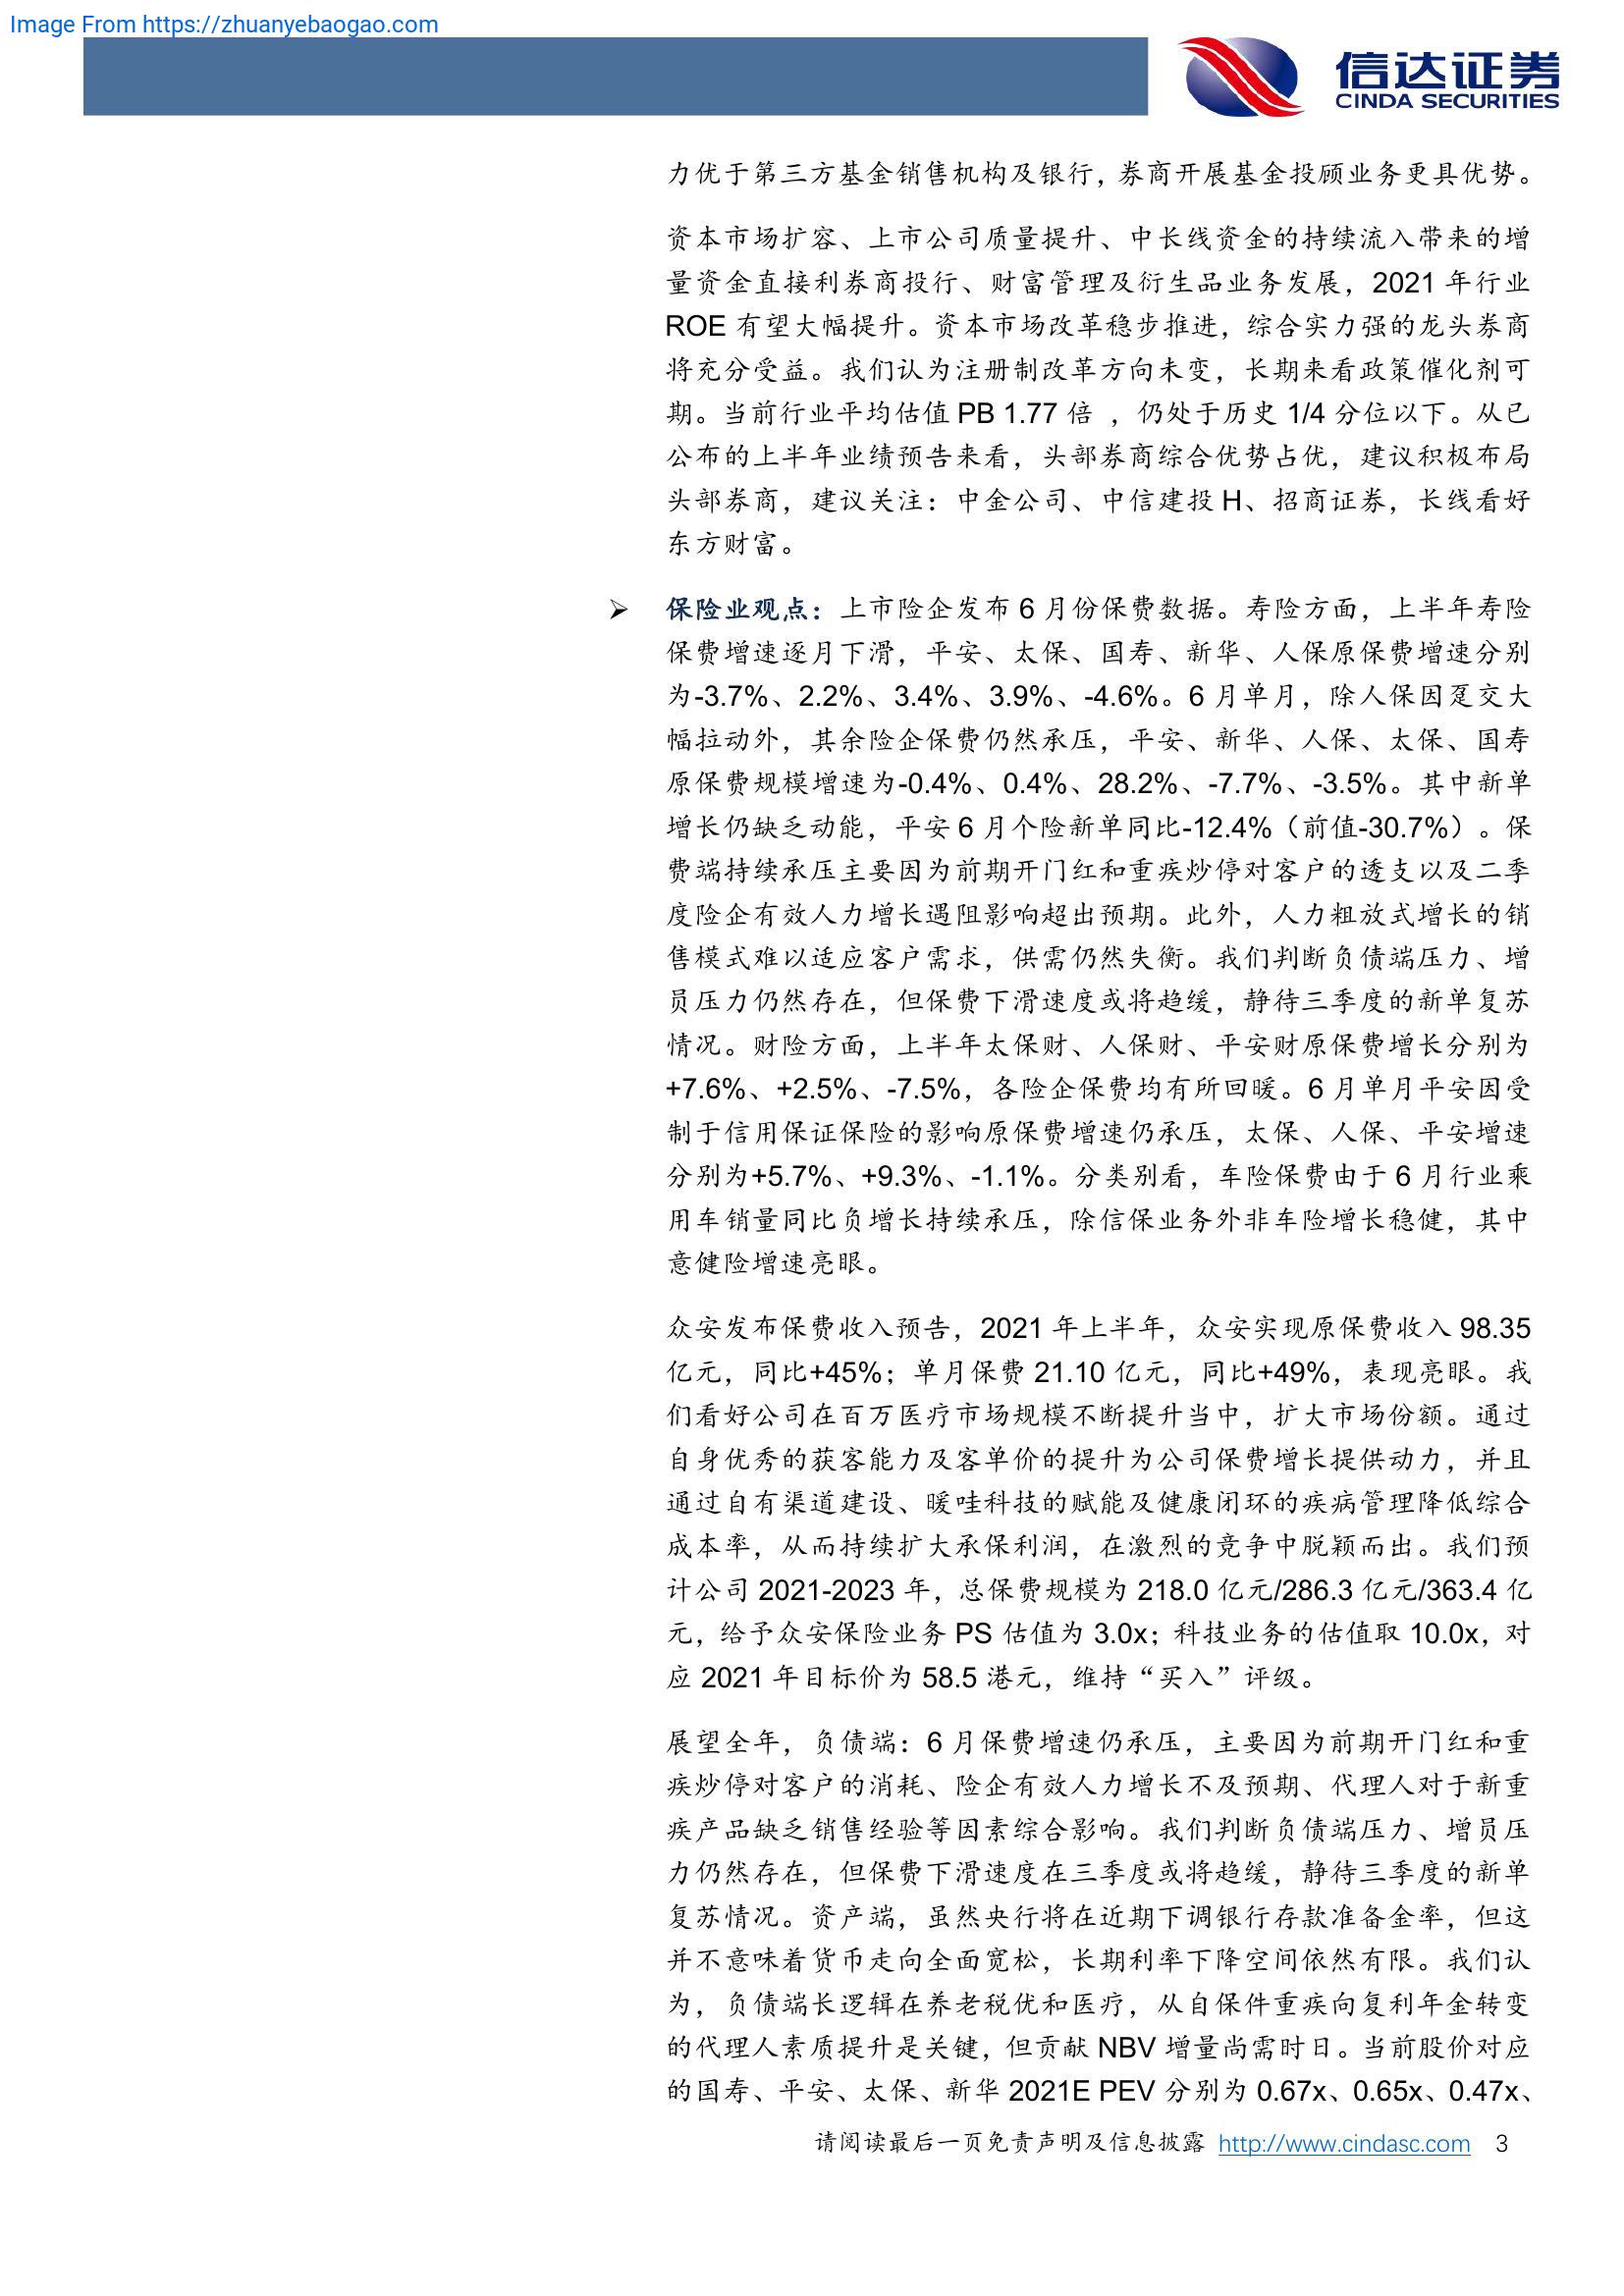 Image From https://zhuanyebaogao.com
信达证券
CINDA SECURITIES
力优于第三方基金销售机构及银行，券商开展基金投顾业务更具优势。
资本市场扩容、上市公司质量提升、中长线资金的持续流入带来的增
量资金直接利券商投行、财富管理及衍生品业务发展，2021 年行业
ROE 有望大幅提升。资本市场改革稳步推进，综合实力强的龙头券商
将充分受益。我们认为注册制改革方向未变，长期来看政策催化剂可
期。当前行业平均估值 PB 1.77 倍 ，仍处于历史 1/4 分位以下。从已
公布的上半年业绩预告来看，头部券商综合优势占优，建议积极布局
头部券商，建议关注：中金公司、中信建投 H、招商证券，长线看好
东方财富。
➢ 保险业观点：上市险企发布 6 月份保费数据。寿险方面，上半年寿险
保费增速逐月下滑，平安、太保、国寿、新华、人保原保费增速分别
为-3.7%、2.2%、3.4%、3.9%、-4.6%。6 月单月，除人保因趸交大
幅拉动外，其余险企保费仍然承压，平安、新华、人保、太保、国寿
原保费规模增速为-0.4%、0.4%、28.2%、-7.7%、-3.5%。其中新单
增长仍缺乏动能，平安 6 月个险新单同比-12.4%（前值-30.7%）。保
费端持续承压主要因为前期开门红和重疾炒停对客户的透支以及二季
度险企有效人力增长遇阻影响超出预期。此外，人力粗放式增长的销
售模式难以适应客户需求，供需仍然失衡。我们判断负债端压力、增
员压力仍然存在，但保费下滑速度或将趋缓，静待三季度的新单复苏
情况。财险方面，上半年太保财、人保财、平安财原保费增长分别为
+7.6%、+2.5%、-7.5%，各险企保费均有所回暖。6 月单月平安因受
制于信用保证保险的影响原保费增速仍承压，太保、人保、平安增速
分别为+5.7%、+9.3%、-1.1%。分类别看，车险保费由于 6 月行业乘
用车销量同比负增长持续承压，除信保业务外非车险增长稳健，其中
意健险增速亮眼。
众安发布保费收入预告，2021 年上半年，众安实现原保费收入 98.35
亿元，同比+45%；单月保费 21.10 亿元，同比+49%，表现亮眼。我
们看好公司在百万医疗市场规模不断提升当中，扩大市场份额。通过
自身优秀的获客能力及客单价的提升为公司保费增长提供动力，并且
通过自有渠道建设、暖哇科技的赋能及健康闭环的疾病管理降低综合
成本率，从而持续扩大承保利润，在激烈的竞争中脱颖而出。我们预
计公司 2021-2023 年，总保费规模为 218.0 亿元/286.3 亿元/363.4 亿
元，给予众安保险业务 PS 估值为 3.0x；科技业务的估值取 10.0x，对
应 2021 年目标价为 58.5 港元，维持“买入”评级。
展望全年，负债端：6 月保费增速仍承压，主要因为前期开门红和重
疾炒停对客户的消耗、险企有效人力增长不及预期、代理人对于新重
疾产品缺乏销售经验等因素综合影响。我们判断负债端压力、增员压
力仍然存在，但保费下滑速度在三季度或将趋缓，静待三季度的新单
复苏情况。资产端，虽然央行将在近期下调银行存款准备金率，但这
并不意味着货币走向全面宽松，长期利率下降空间依然有限。我们认
为，负债端长逻辑在养老税优和医疗，从自保件重疾向复利年金转变
的代理人素质提升是关键，但贡献 NBV 增量尚需时日。当前股价对应
的国寿、平安、太保、新华 2021E PEV 分别为 0.67x、0.65x、0.47x、
请阅读最后一页免责声明及信息披露 http://www.cindasc.com 3